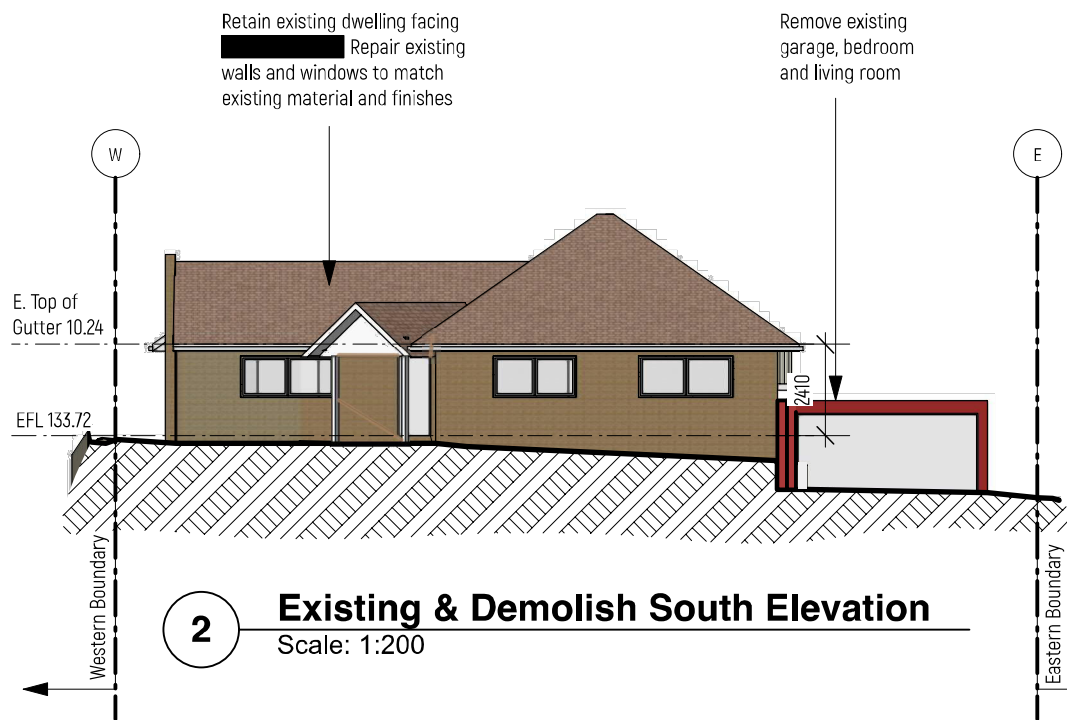 Retain existing dwelling facing
Repair existing
walls and windows to match
existing material and finishes
Remove existing
garage, bedroom
and living room
W
E
E. Top of
Gutter 10.24
EFL 133.72
2410
Western Boundary
Eastern Boundary
2
Existing & Demolish South Elevation
Scale: 1:200